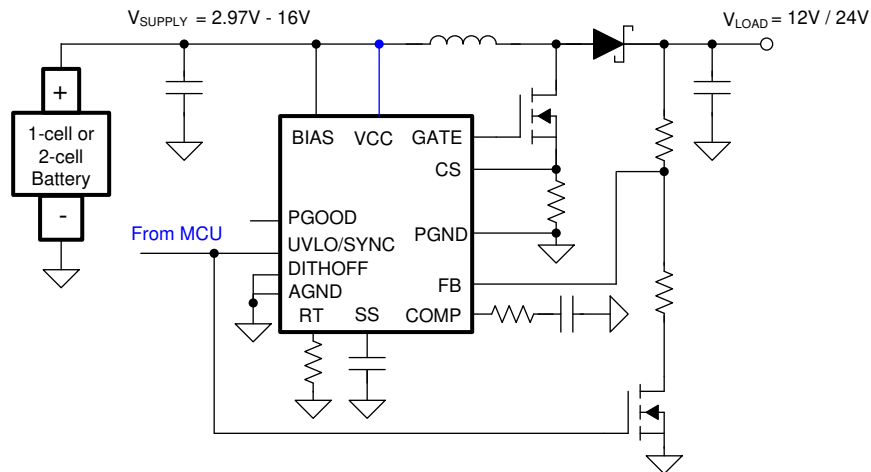 VSUPPLY = 2.97V - 16V
VLOAD = 12V / 24V
+
1-cell or
2-cell
Battery
-
BIAS
VCC
GATE
CS
PGOOD
From MCU
UVLO/SYNC
PGND
DITHOFF
AGND
FB
RT
SS
COMP